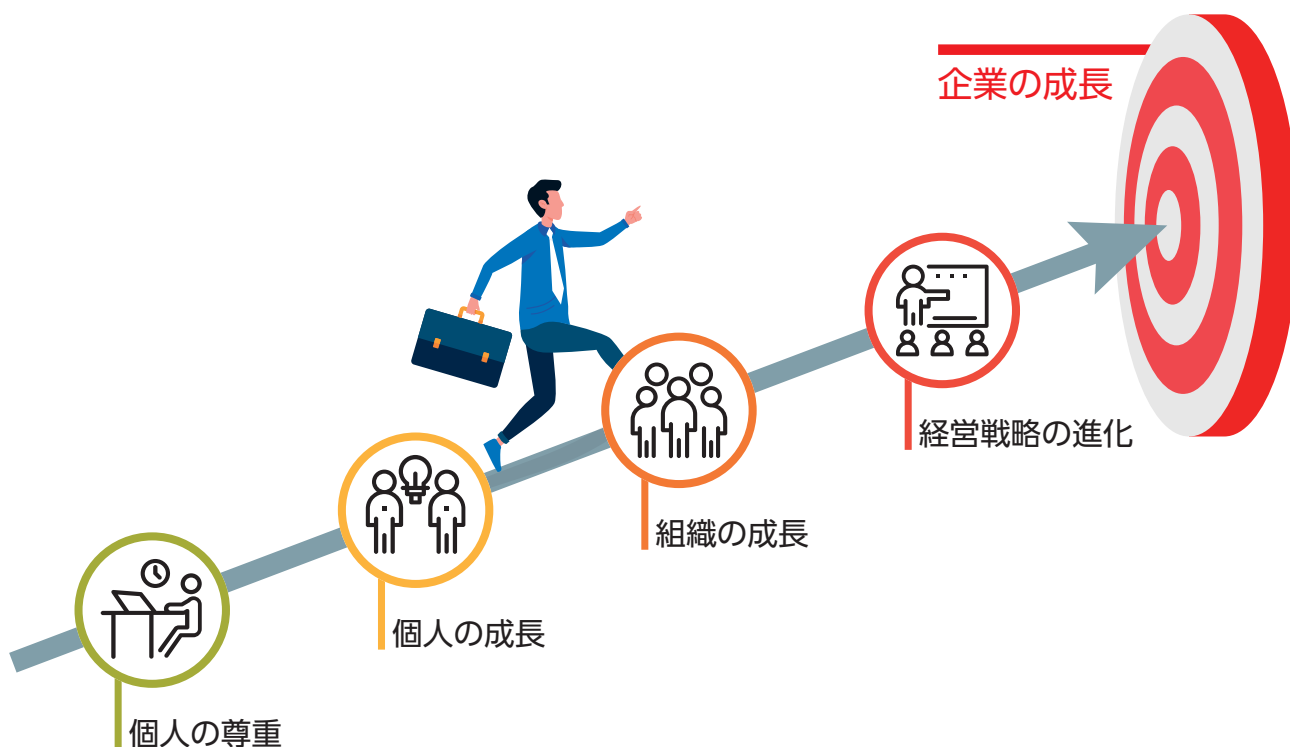 企業の成長
経営戦略の進化
組織の成長
個人の成長
個人の尊重